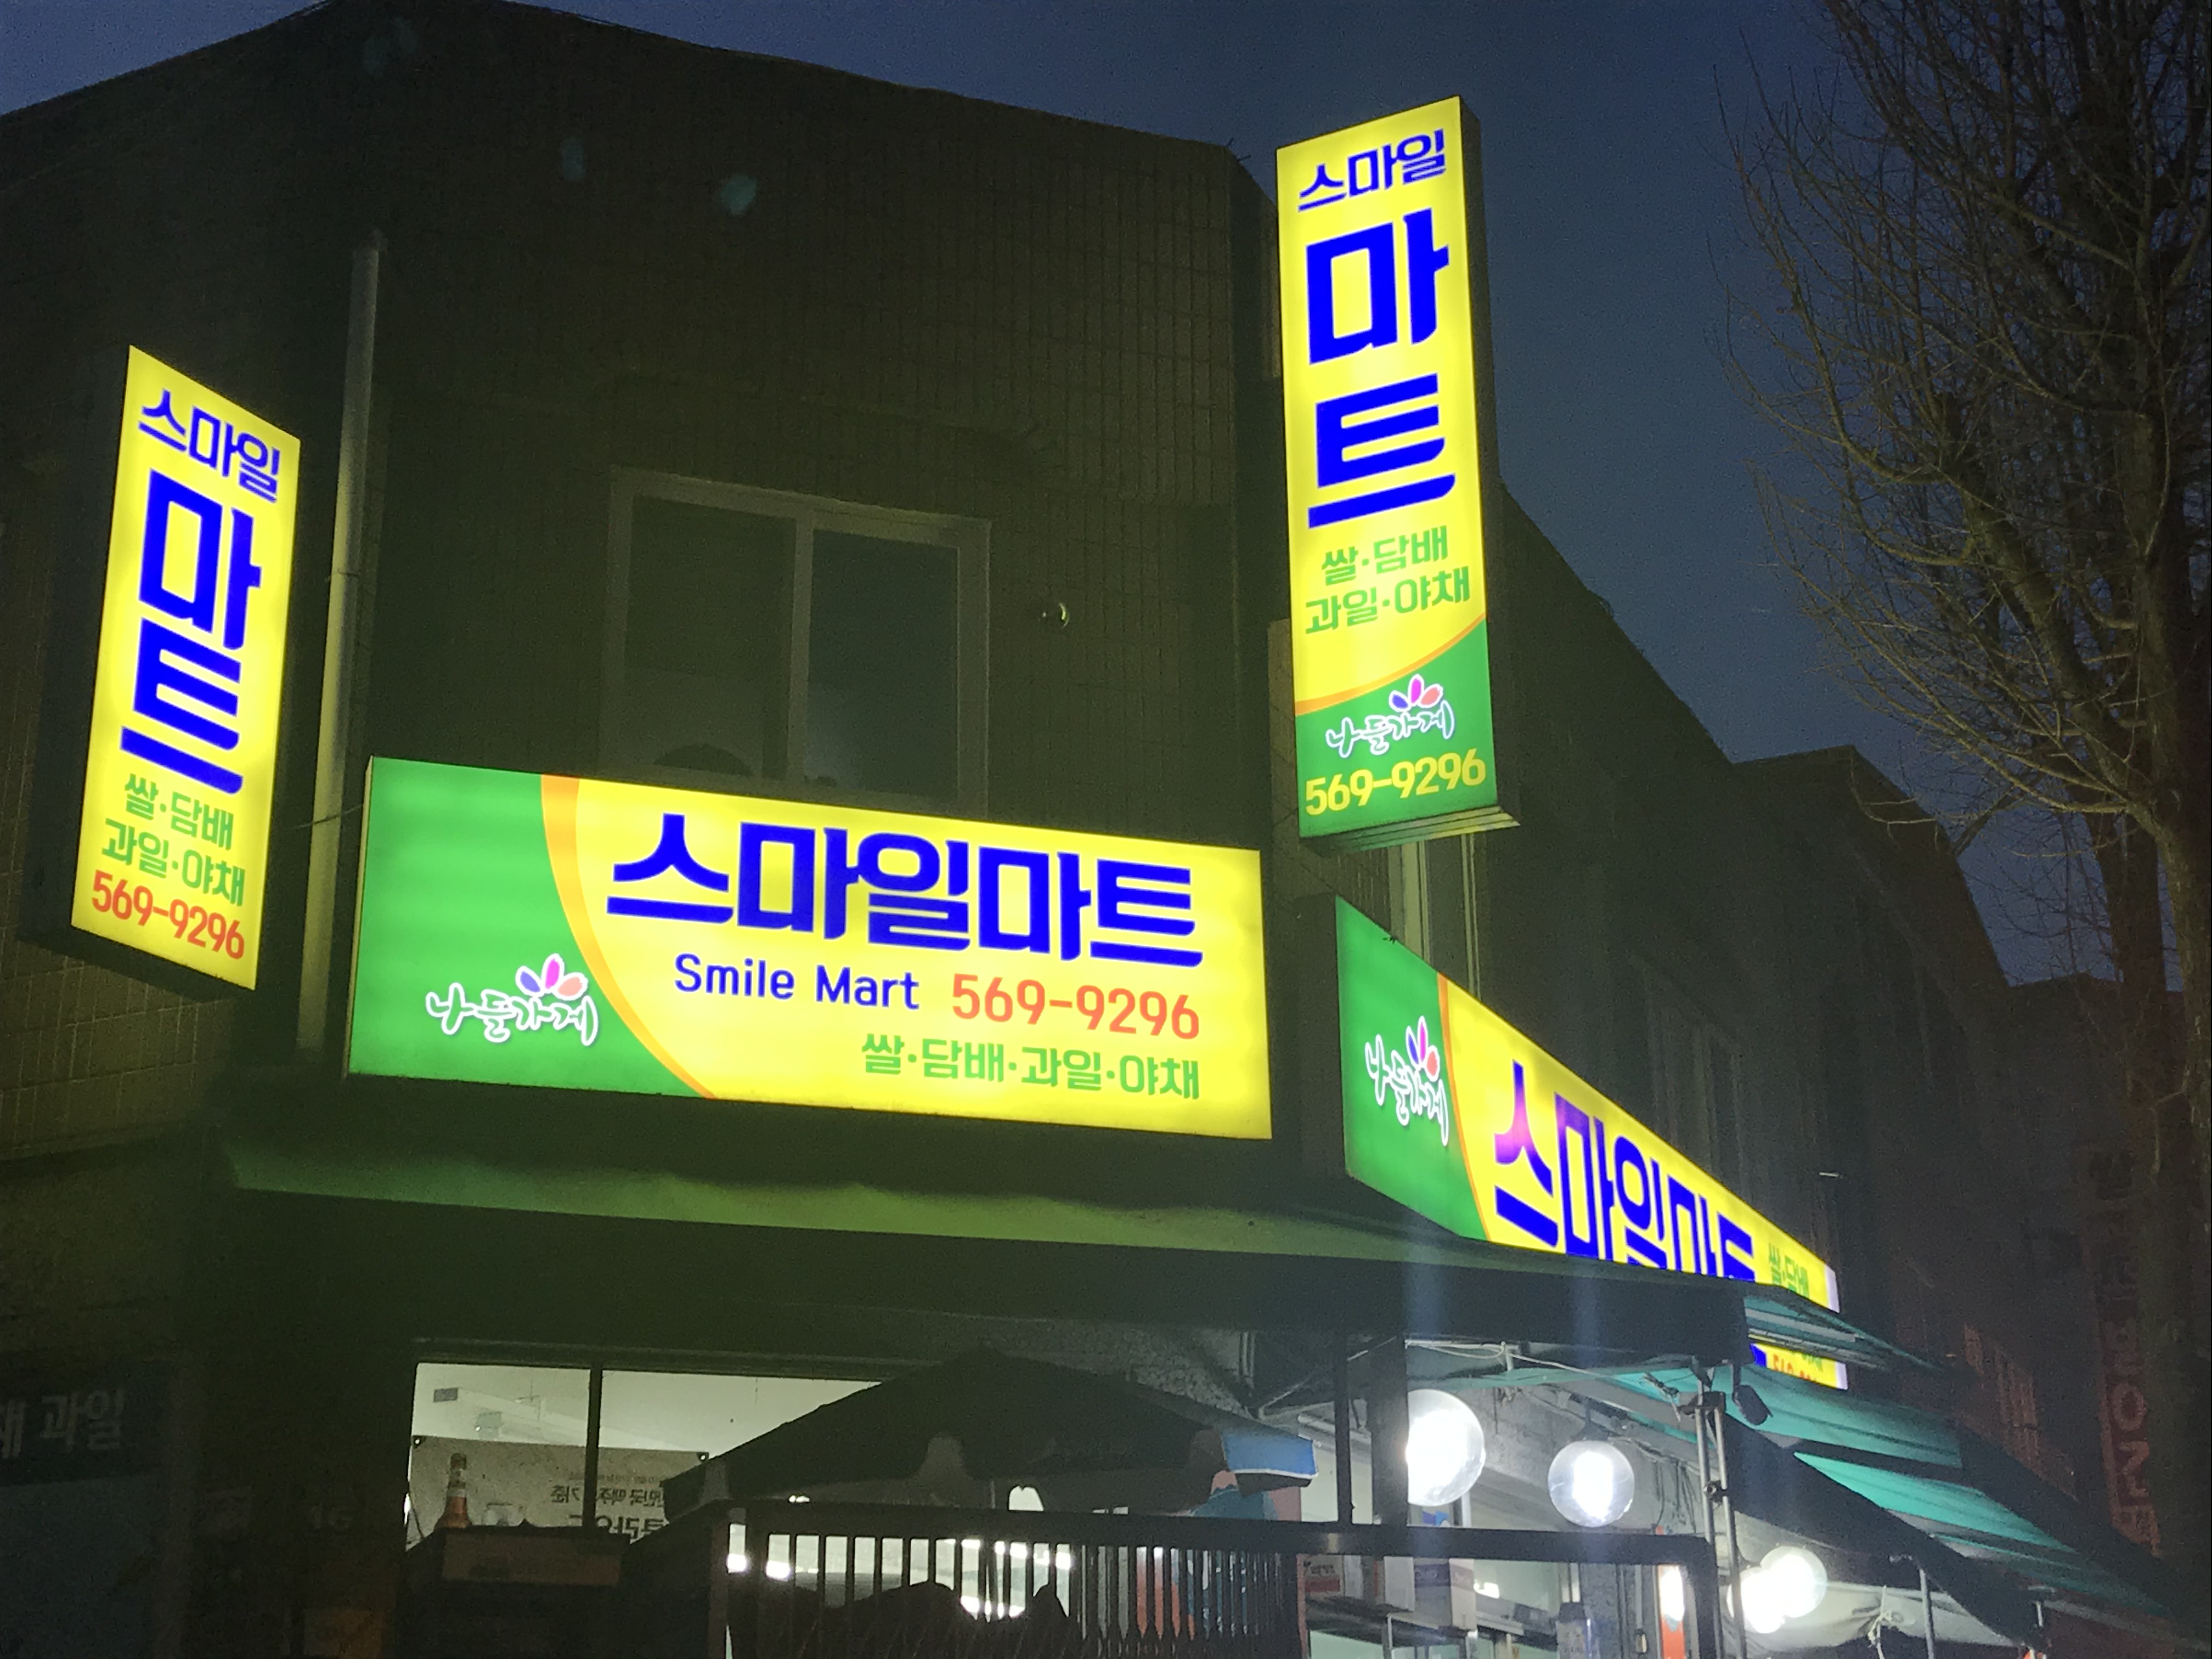 스마일
마
트
쌀·담배
과일·야채
569-9296
나들가게
스마일마트
Smile Mart 569-9296
쌀·담배·과일·야채
스마일
마
트
쌀·담배
과일·야채
나들가게
569-9296
나들가게
스마일마트
쌀·담배
과일